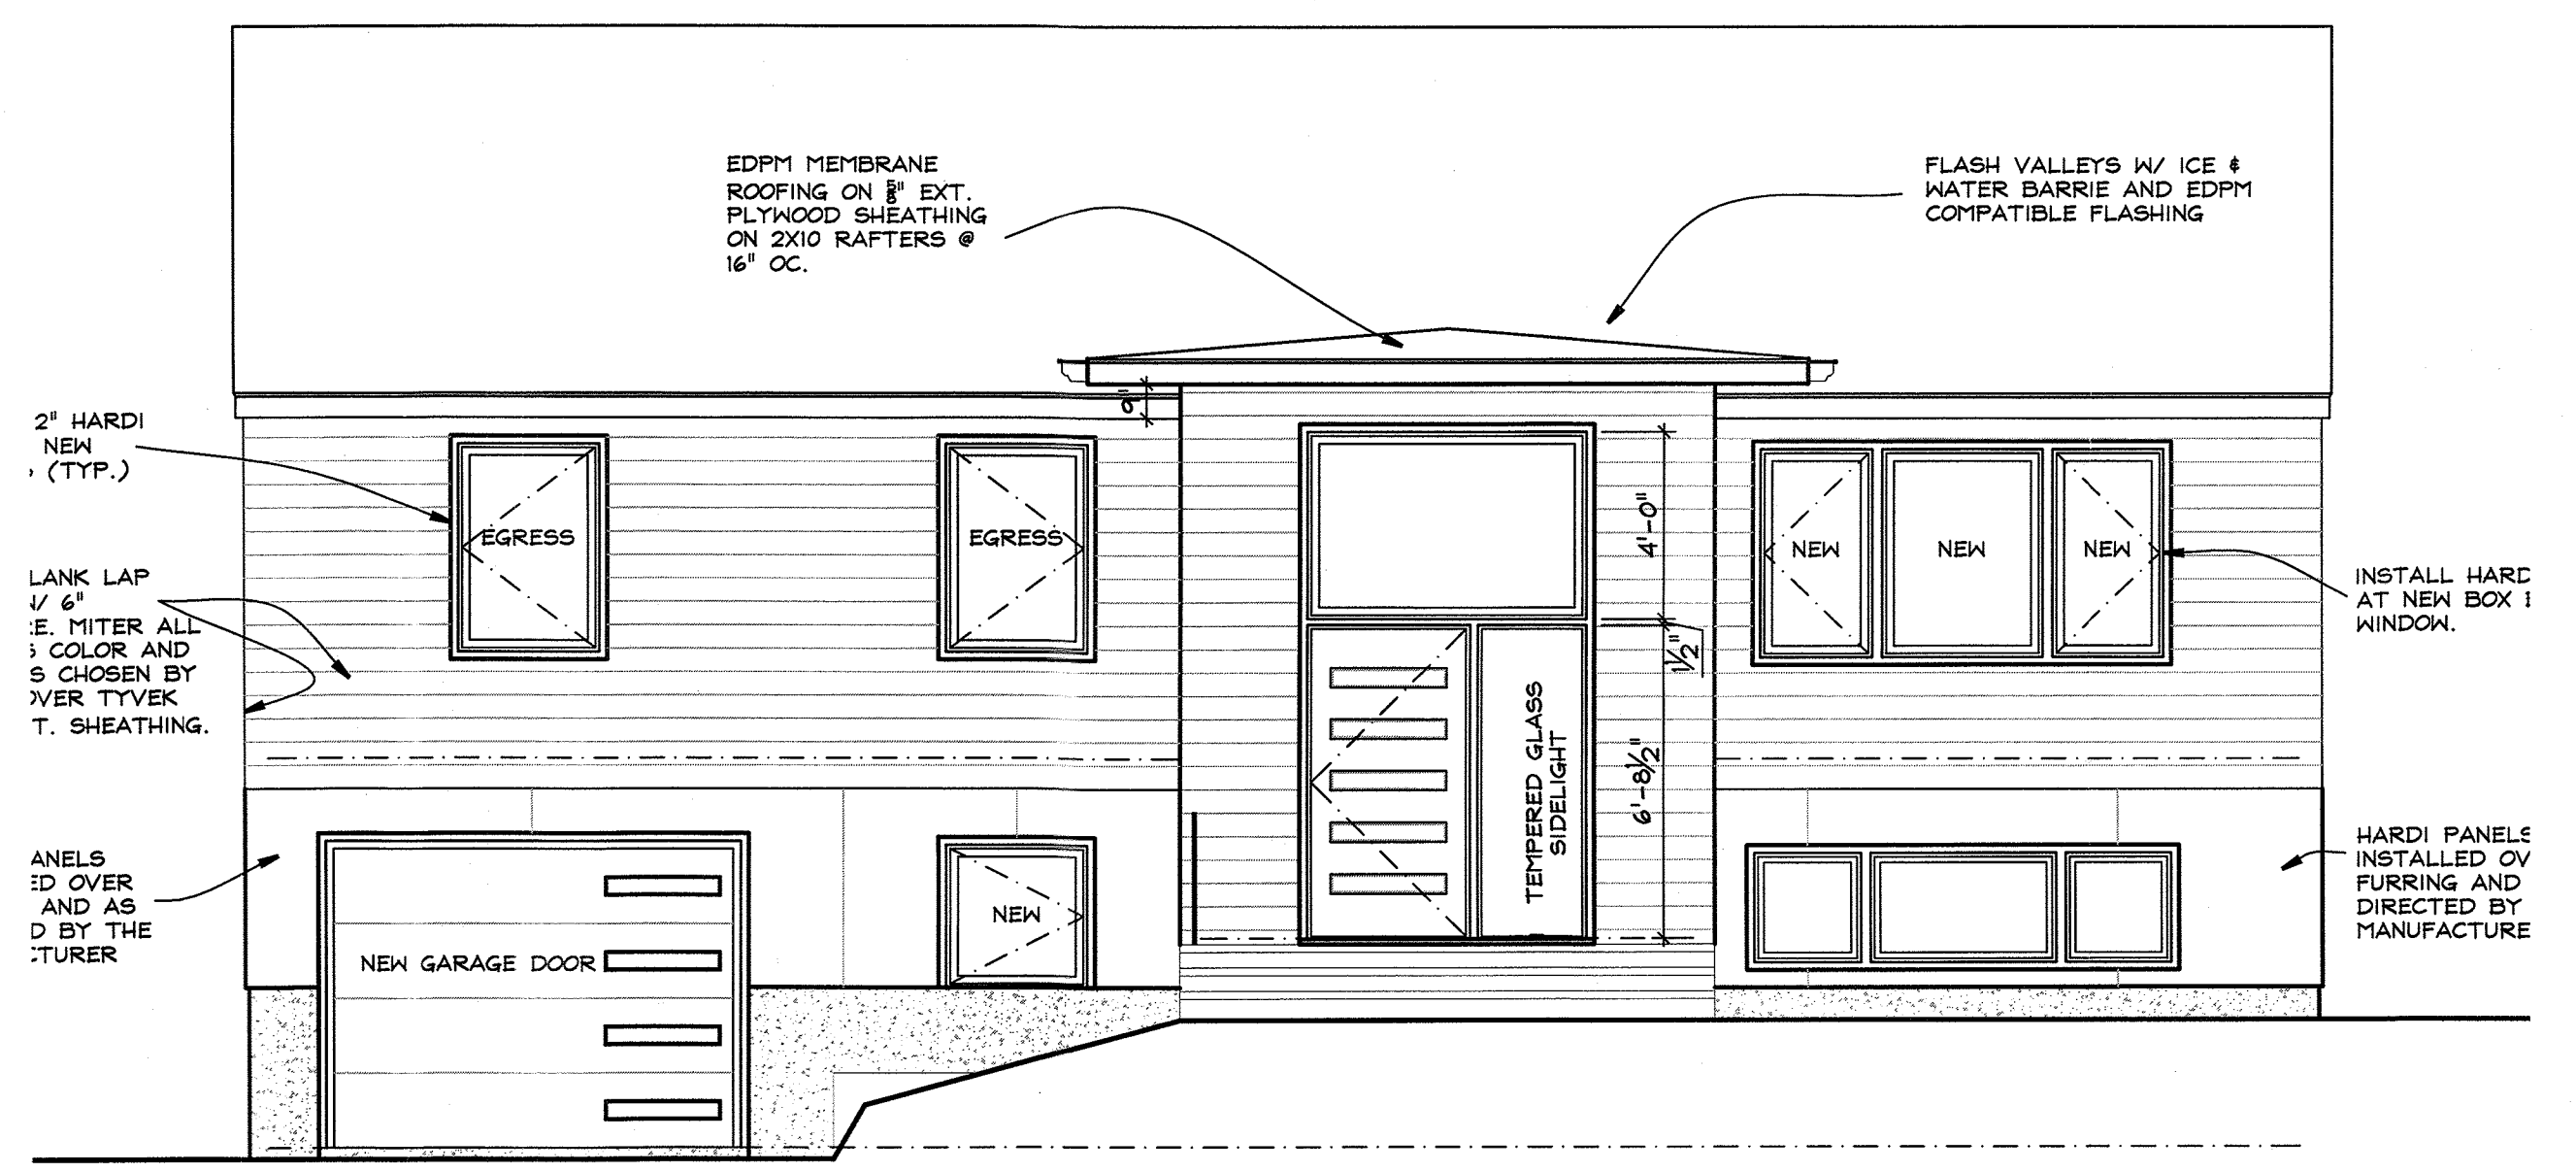 EDPM MEMBRANE
ROOFING ON 5/8" EXT.
PLYWOOD SHEATHING
ON 2X10 RAFTERS @
16" OC.
FLASH VALLEYS W/ ICE &
WATER BARRIE AND EDPM
COMPATIBLE FLASHING
2" HARDI
NEW
(TYP.)
LANK LAP
W/ 6"
E. MITER ALL
S COLOR AND
S CHOSEN BY
OVER TYVEK
T. SHEATHING.
ANELS
ED OVER
AND AS
D BY THE
CTURER
EGRESS
EGRESS
9"
4'-0"
1 1/2"
6'-8 1/2"
TEMPERED GLASS
SIDELIGHT
NEW
NEW
NEW
NEW
NEW GARAGE DOOR
INSTALL HARD
AT NEW BOX
WINDOW.
HARDI PANELS
INSTALLED OV
FURRING AND
DIRECTED BY
MANUFACTURE